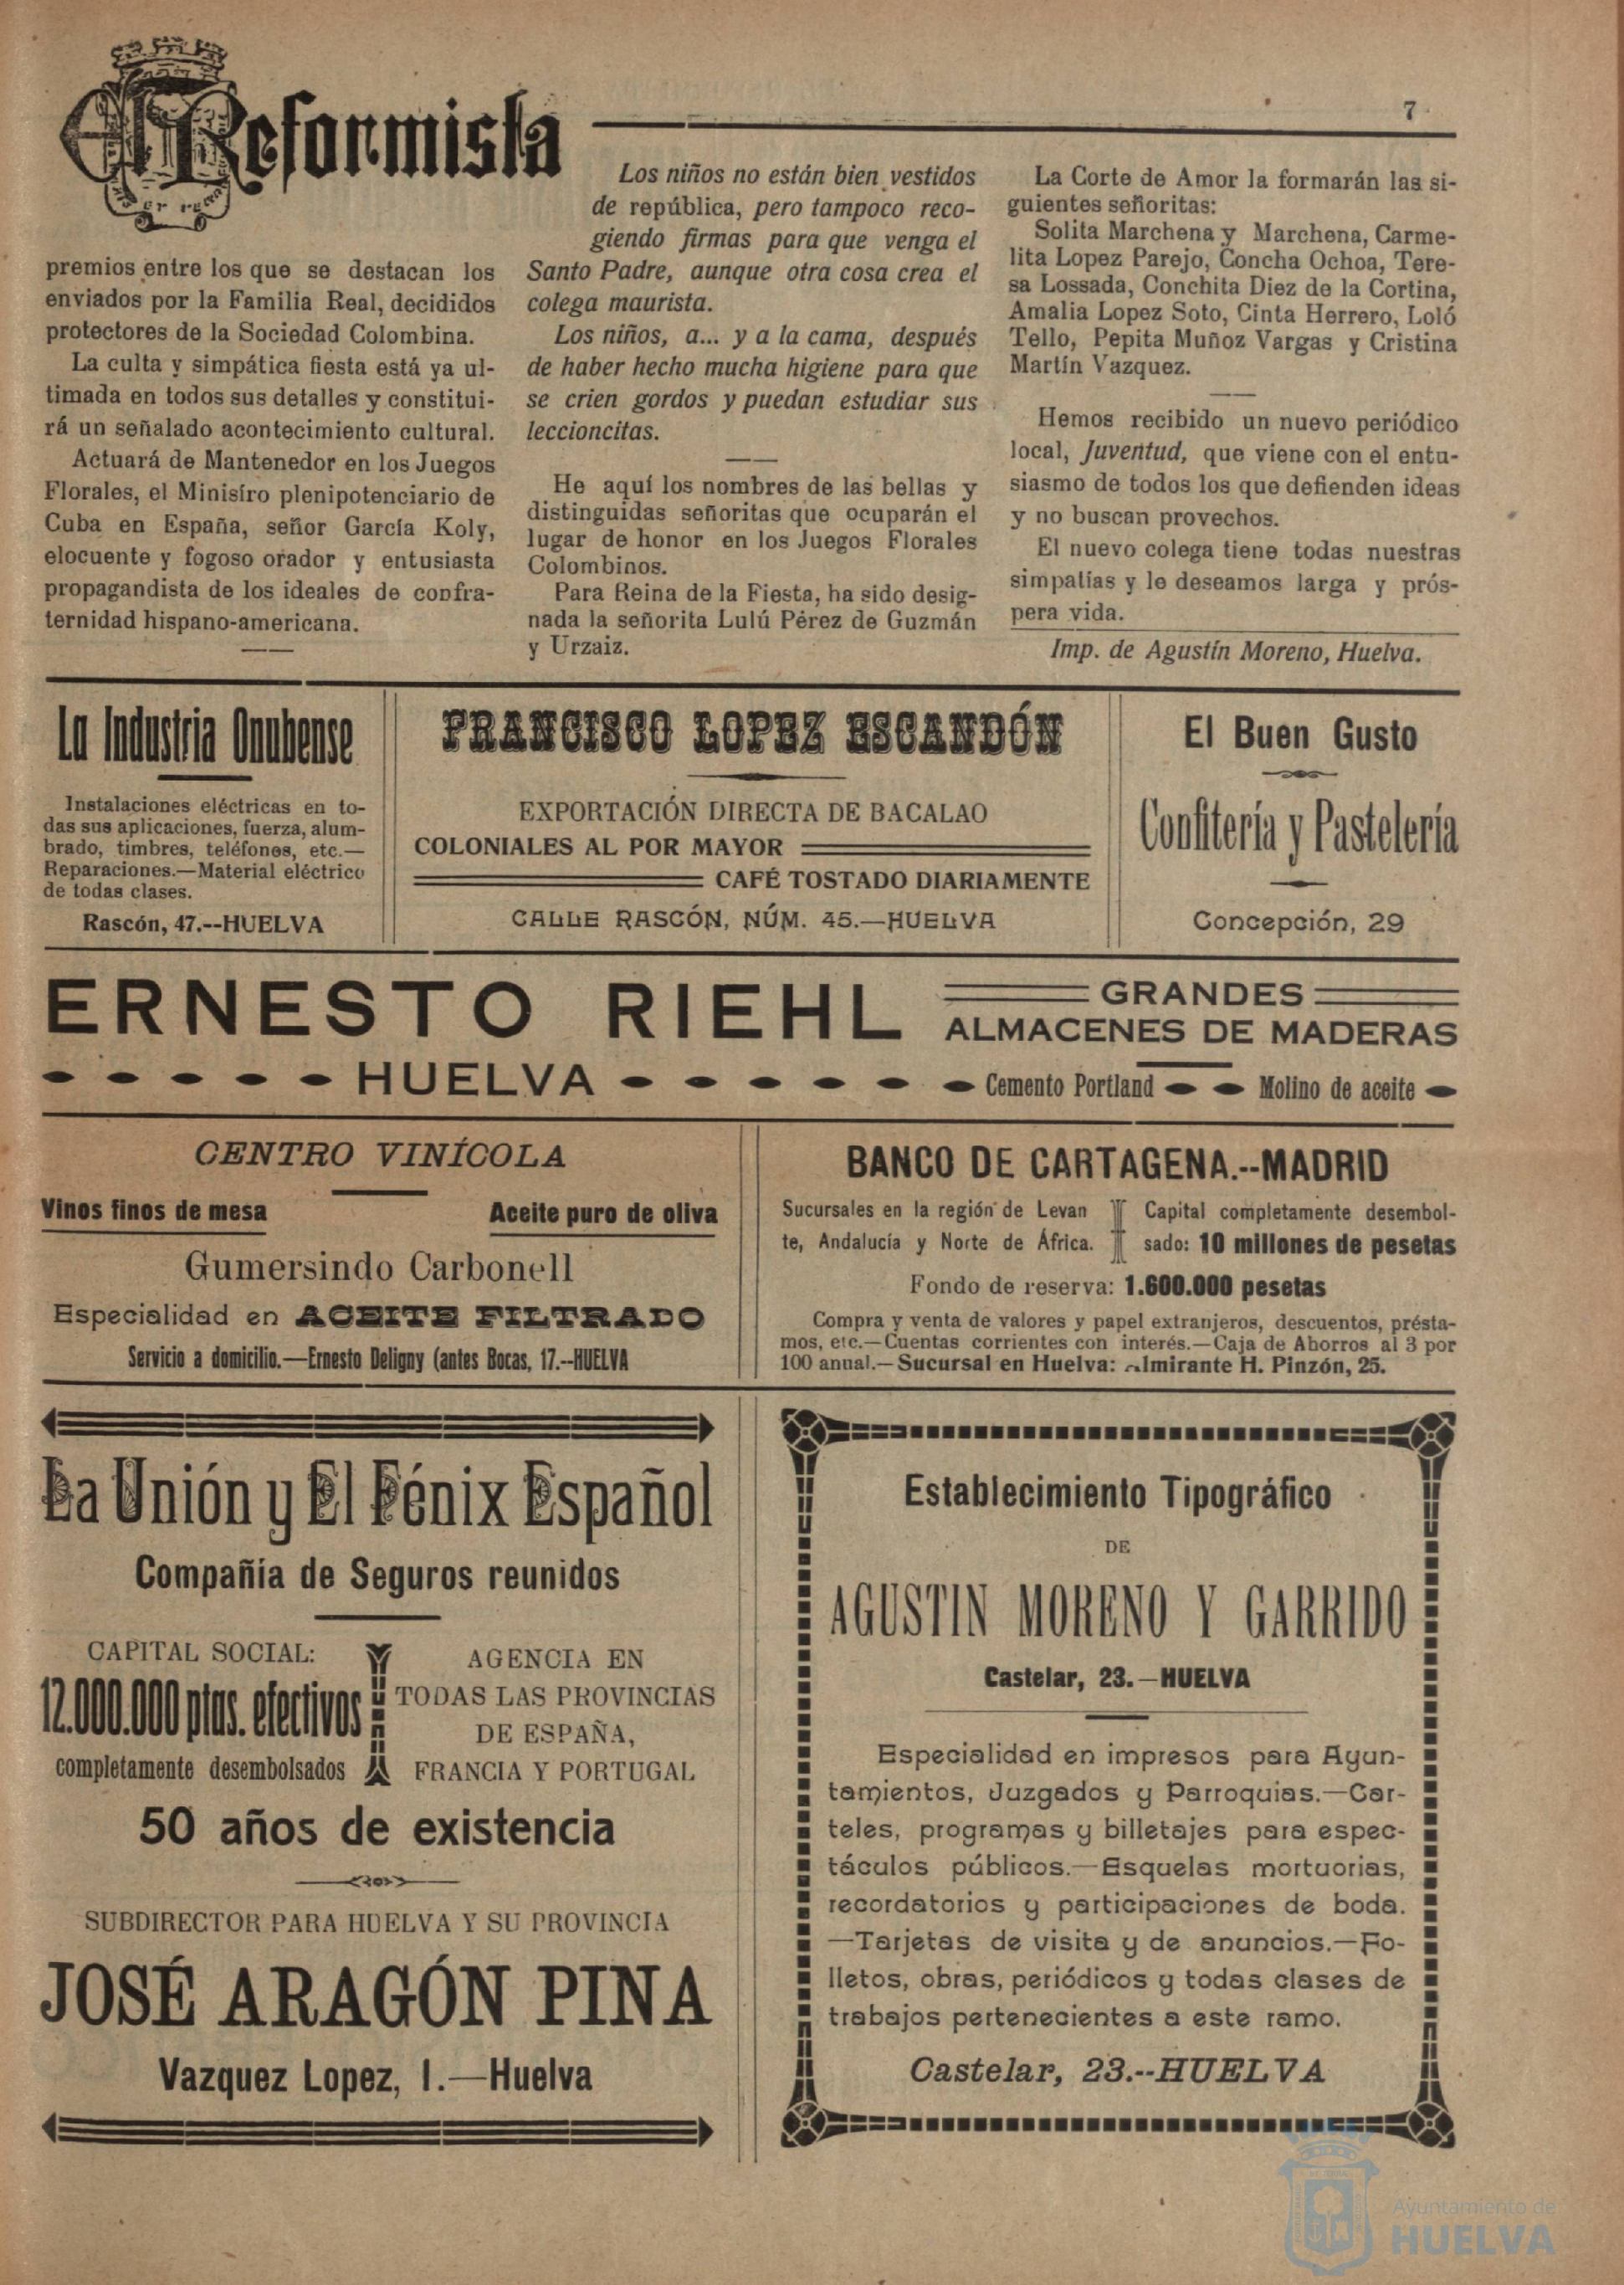 El Reformista
7
premios entre los que se destacan los
enviados por la Familia Real, decididos
protectores de la Sociedad Colombina.
La culta y simpática fiesta está ya ul-
timada en todos sus detalles y constitui-
rá un señalado acontecimiento cultural.
Actuará de Mantenedor en los Juegos
Florales, el Ministro plenipotenciario de
Cuba en España, señor García Koly,
elocuente y fogoso orador y entusiasta
propagandista de los ideales de confra-
ternidad hispano-americana.
Los niños no están bien vestidos
de república, pero tampoco reco-
giendo firmas para que venga el
Santo Padre, aunque otra cosa crea el
colega maurista.
Los niños, a... y a la cama, después
de haber hecho mucha higiene para que
se crien gordos y puedan estudiar sus
leccioncitas.
He aquí los nombres de las bellas y
distinguidas señoritas que ocuparán el
lugar de honor en los Juegos Florales
Colombinos.
Para Reina de la Fiesta, ha sido desig-
nada la señorita Lulú Pérez de Guzmán
y Urzaiz.
La Corte de Amor la formarán las si-
guientes señoritas:
Solita Marchena y Marchena, Carme-
lita Lopez Parejo, Concha Ochoa, Tere-
sa Lossada, Conchita Diez de la Cortina,
Amalia Lopez Soto, Cinta Herrero, Loló
Tello, Pepita Muñoz Vargas y Cristina
Martín Vazquez.
Hemos recibido un nuevo periódico
local, Juventud, que viene con el entu-
siasmo de todos los que defienden ideas
y no buscan provechos.
El nuevo colega tiene todas nuestras
simpatías y le deseamos larga y prós-
pera vida.
Imp. de Agustín Moreno, Huelva.
La Industria Onubense
Instalaciones eléctricas en to-
das sus aplicaciones, fuerza, alum-
brado, timbres, teléfonos, etc.—
Reparaciones.—Material eléctrico
de todas clases.
Rascón, 47.--HUELVA
FRANCISCO LOPEZ ESCANDÓN
EXPORTACIÓN DIRECTA DE BACALAO
COLONIALES AL POR MAYOR
CAFÉ TOSTADO DIARIAMENTE
CALLE RASCÓN, NÚM. 45.—HUELVA
El Buen Gusto
Confitería y Pastelería
Concepción, 29
ERNESTO RIEHL
HUELVA
GRANDES
ALMACENES DE MADERAS
Cemento Portland
Molino de aceite
CENTRO VINÍCOLA
Vinos finos de mesa
Aceite puro de oliva
Gumersindo Carbonell
Especialidad en ACEITE FILTRADO
Servicio a domicilio.—Ernesto Deligny (antes Bocas, 17.--HUELVA
BANCO DE CARTAGENA.--MADRID
Sucursales en la región de Levan
te, Andalucía y Norte de África.
Capital completamente desembol-
sado: 10 millones de pesetas
Fondo de reserva: 1.600.000 pesetas
Compra y venta de valores y papel extranjeros, descuentos, présta-
mos, etc.—Cuentas corrientes con interés.—Caja de Ahorros al 3 por
100 anual.—Sucursal en Huelva: Almirante H. Pinzón, 25.
La Unión y El Fénix Español
Compañía de Seguros reunidos
CAPITAL SOCIAL:
12.000.000 ptas. efectivos
completamente desembolsados
AGENCIA EN
TODAS LAS PROVINCIAS
DE ESPAÑA,
FRANCIA Y PORTUGAL
50 años de existencia
SUBDIRECTOR PARA HUELVA Y SU PROVINCIA
JOSÉ ARAGÓN PINA
Vazquez Lopez, 1.—Huelva
Establecimiento Tipográfico
DE
AGUSTIN MORENO Y GARRIDO
Castelar, 23.—HUELVA
Especialidad en impresos para Ayun-
tamientos, Juzgados y Parroquias.—Car-
teles, programas y billetajes para espec-
táculos públicos.—Esquelas mortuorias,
recordatorios y participaciones de boda.
—Tarjetas de visita y de anuncios.—Fo-
lletos, obras, periódicos y todas clases de
trabajos pertenecientes a este ramo.
Castelar, 23.--HUELVA
Ayuntamiento de
HUELVA